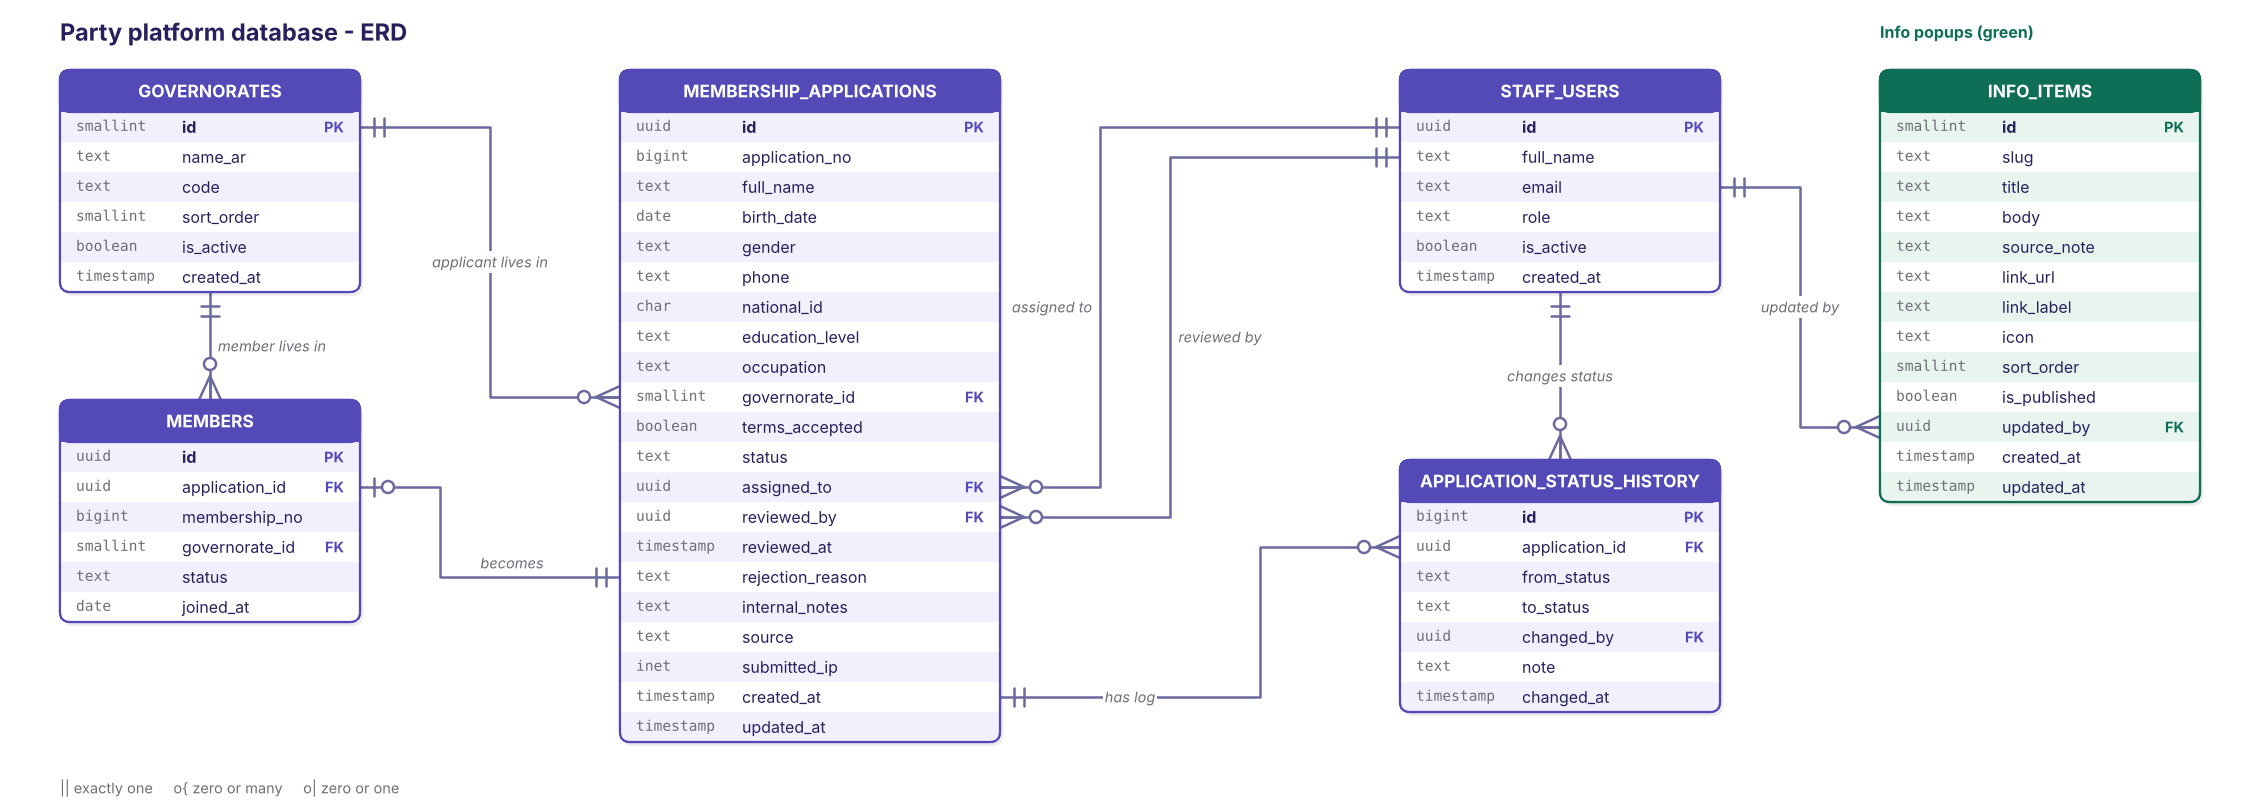 Party platform database - ERD
Info popups (green)
GOVERNORATES
smallint id PK
text name_ar
text code
smallint sort_order
boolean is_active
timestamp created_at
applicant lives in
member lives in
MEMBERS
uuid id PK
uuid application_id FK
bigint membership_no
smallint governorate_id FK
text status
date joined_at
becomes
MEMBERSHIP_APPLICATIONS
uuid id PK
bigint application_no
text full_name
date birth_date
text gender
text phone
char national_id
text education_level
text occupation
smallint governorate_id FK
boolean terms_accepted
text status
uuid assigned_to FK
uuid reviewed_by FK
timestamp reviewed_at
text rejection_reason
text internal_notes
text source
inet submitted_ip
timestamp created_at
timestamp updated_at
assigned to
reviewed by
has log
STAFF_USERS
uuid id PK
text full_name
text email
text role
boolean is_active
timestamp created_at
changes status
updated by
APPLICATION_STATUS_HISTORY
bigint id PK
uuid application_id FK
text from_status
text to_status
uuid changed_by FK
text note
timestamp changed_at
INFO_ITEMS
smallint id PK
text slug
text title
text body
text source_note
text link_url
text link_label
text icon
smallint sort_order
boolean is_published
uuid updated_by FK
timestamp created_at
timestamp updated_at
|| exactly one o{ zero or many o| zero or one